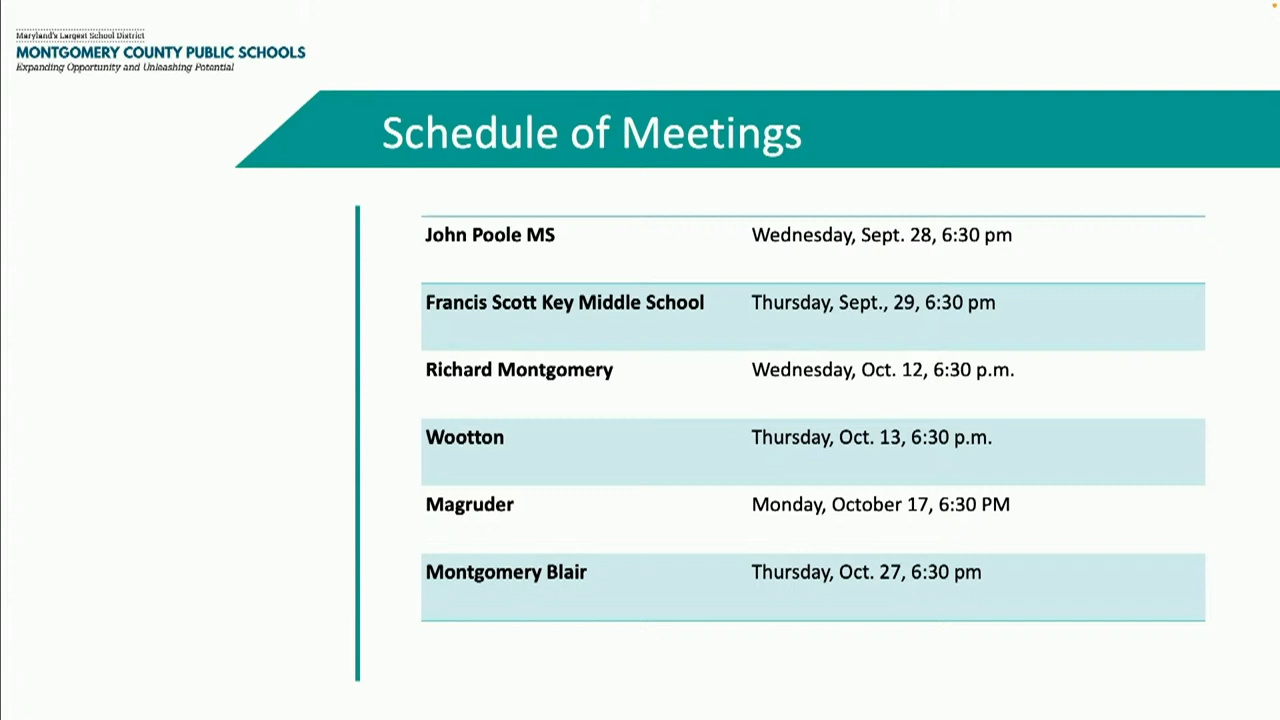 Maryland's Largest School District
MONTGOMERY COUNTY PUBLIC SCHOOLS
Expanding Opportunity and Unleashing Potential
Schedule of Meetings
John Poole MS Wednesday, Sept. 28, 6:30 pm
Francis Scott Key Middle School Thursday, Sept., 29, 6:30 pm
Richard Montgomery Wednesday, Oct. 12, 6:30 p.m.
Wootton Thursday, Oct. 13, 6:30 p.m.
Magruder Monday, October 17, 6:30 PM
Montgomery Blair Thursday, Oct. 27, 6:30 pm